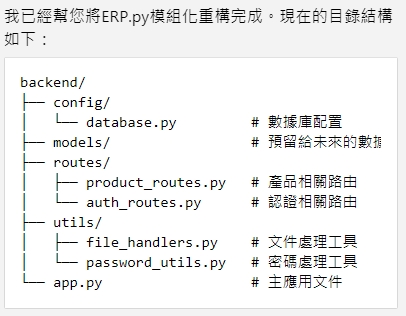 我已經幫您將ERP.py模組化重構完成。現在的目錄結構
如下：
backend/
├── config/
│   └── database.py          # 數據庫配置
├── models/                  # 預留給未來的數據
├── routes/
│   ├── product_routes.py    # 產品相關路由
│   └── auth_routes.py       # 認證相關路由
├── utils/
│   ├── file_handlers.py     # 文件處理工具
│   └── password_utils.py    # 密碼處理工具
└── app.py                   # 主應用文件